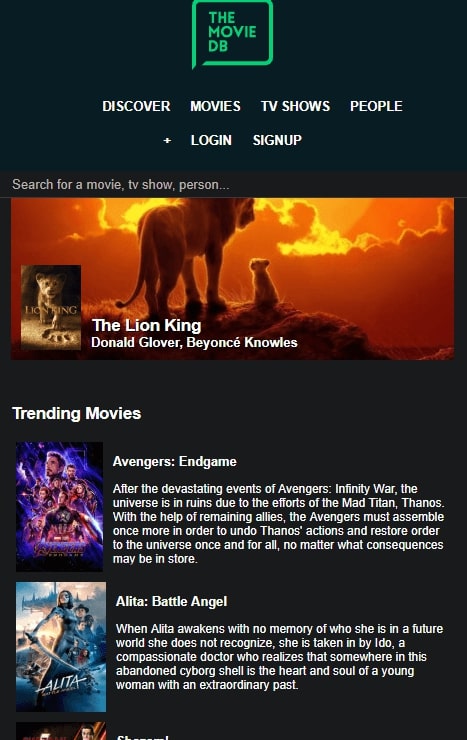 THE
MOVIE
DB
DISCOVER MOVIES TV SHOWS PEOPLE
+ LOGIN SIGNUP
Search for a movie, tv show, person...
THE LION KING
The Lion King
Donald Glover, Beyoncé Knowles
Trending Movies
Avengers: Endgame
After the devastating events of Avengers: Infinity War, the
universe is in ruins due to the efforts of the Mad Titan, Thanos.
With the help of remaining allies, the Avengers must assemble
once more in order to undo Thanos' actions and restore order
to the universe once and for all, no matter what consequences
may be in store.
ALITA
Alita: Battle Angel
When Alita awakens with no memory of who she is in a future
world she does not recognize, she is taken in by Ido, a
compassionate doctor who realizes that somewhere in this
abandoned cyborg shell is the heart and soul of a young
woman with an extraordinary past.